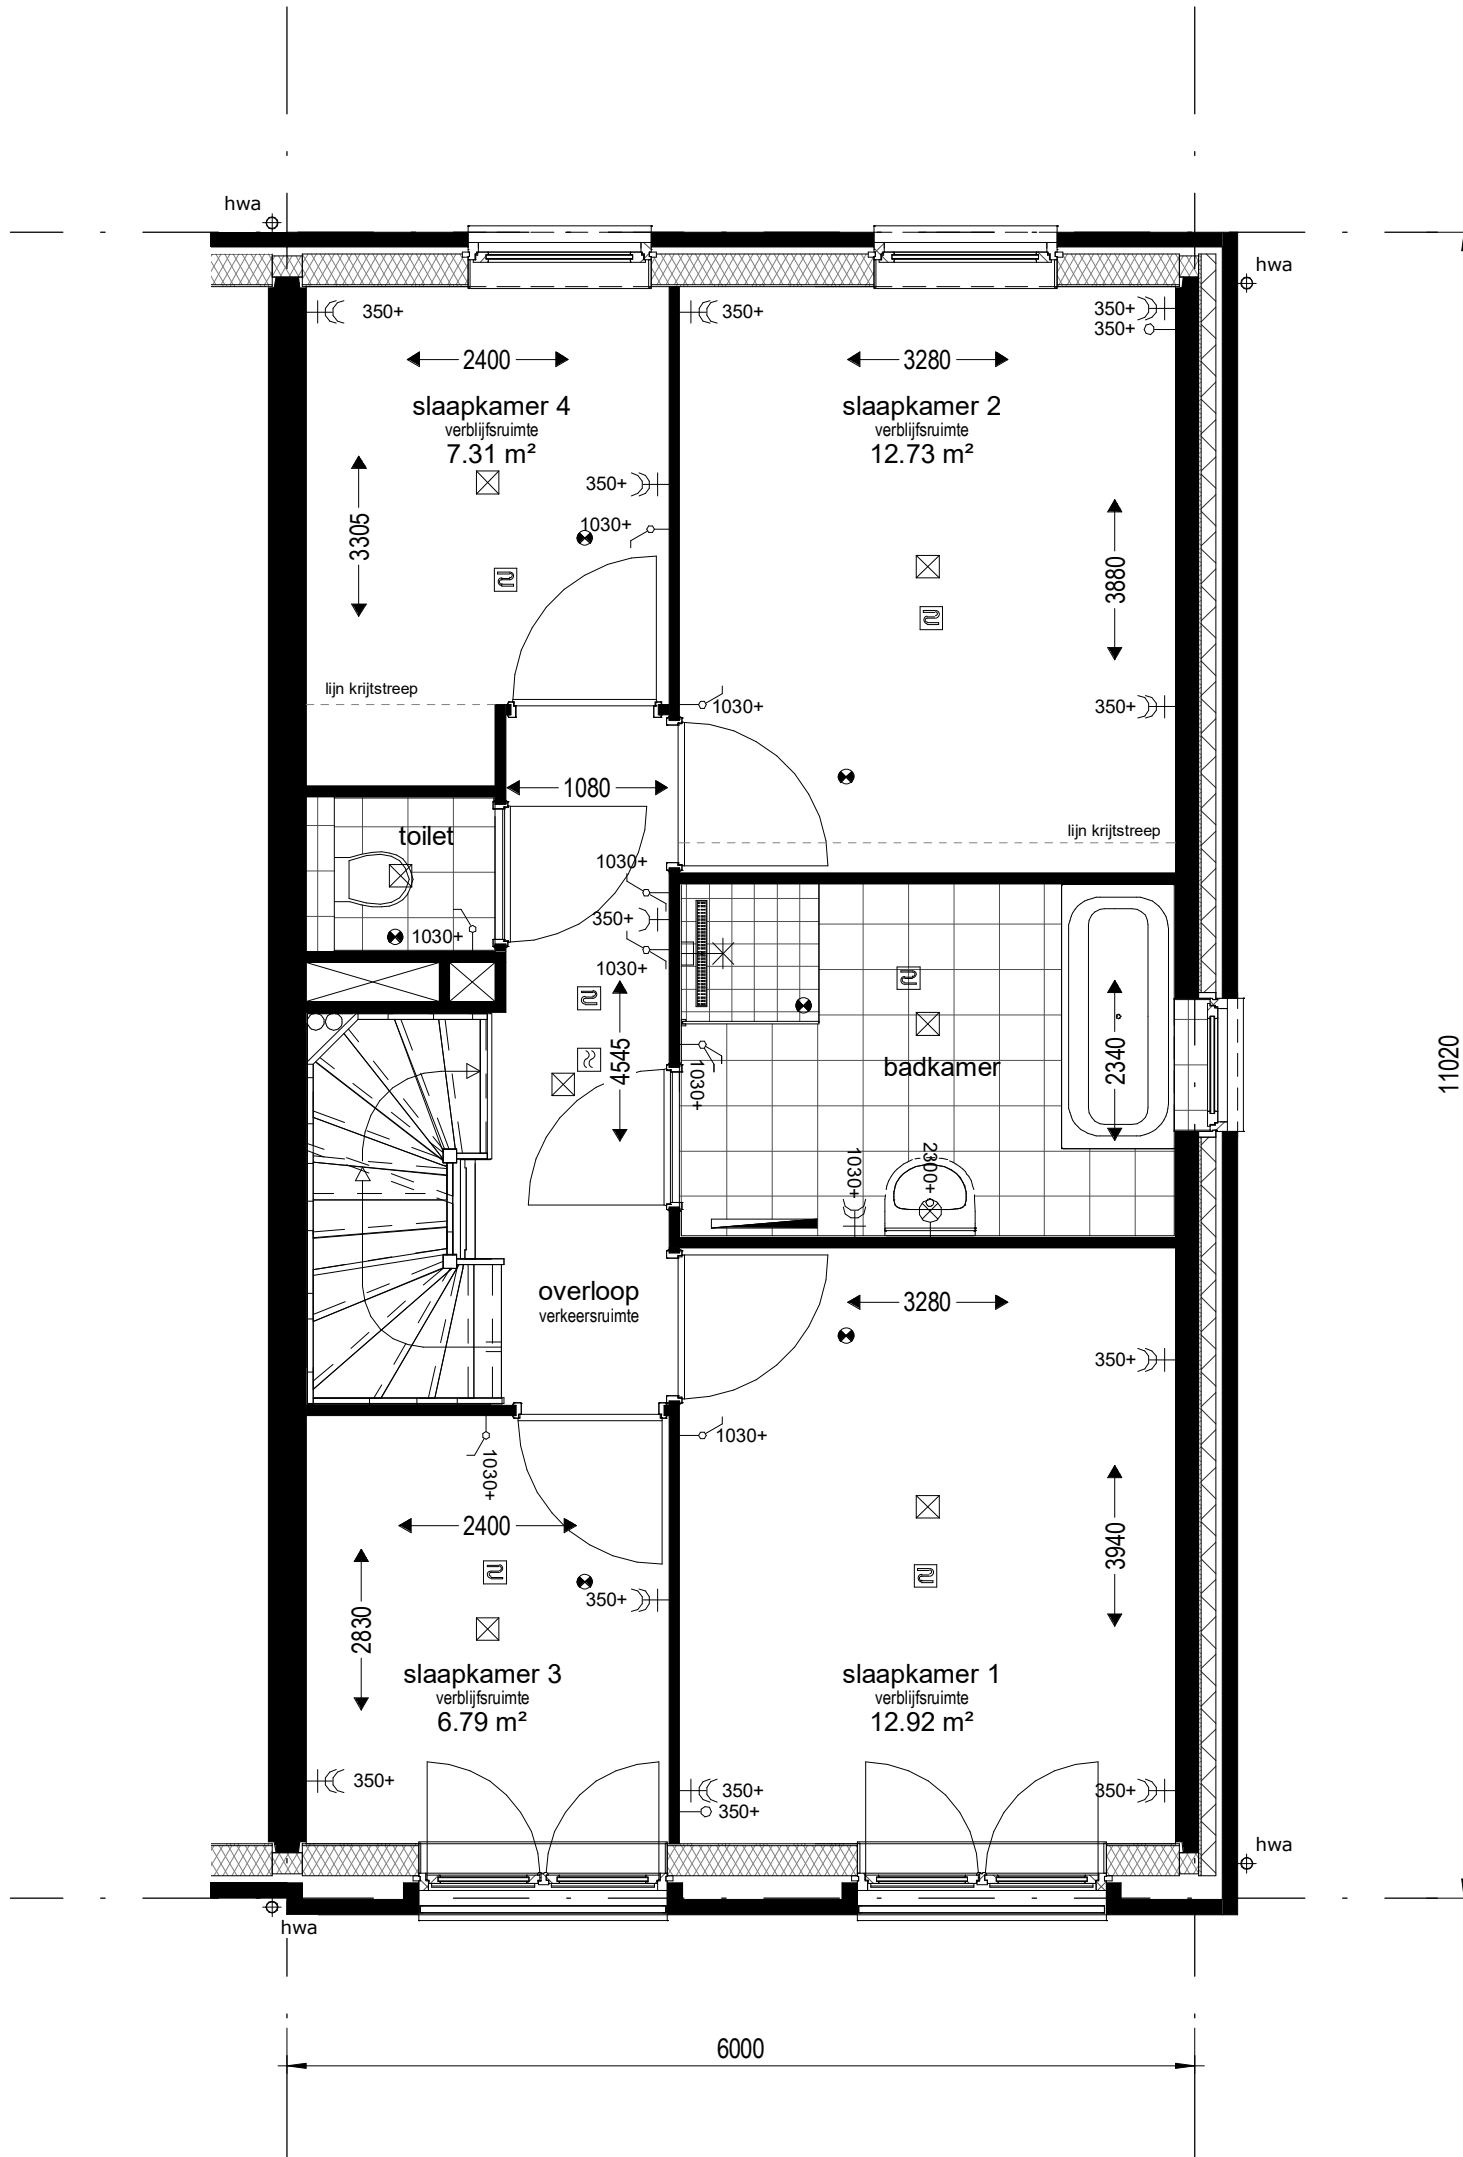 hwa
hwa
350+
350+
350+
350+
2400
3280
slaapkamer 4
verblijfsruimte
7.31 m²
slaapkamer 2
verblijfsruimte
12.73 m²
350+
1030+
3305
3880
lijn krijtstreep
1030+
350+
1080
lijn krijtstreep
toilet
1030+
350+
1030+
1030+
4545
1030+
badkamer
2340
11020
1030+
2300+
overloop
verkeersruimte
3280
350+
1030+
1030+
2400
3940
350+
2830
slaapkamer 3
verblijfsruimte
6.79 m²
slaapkamer 1
verblijfsruimte
12.92 m²
350+
350+
350+
350+
hwa
hwa
6000